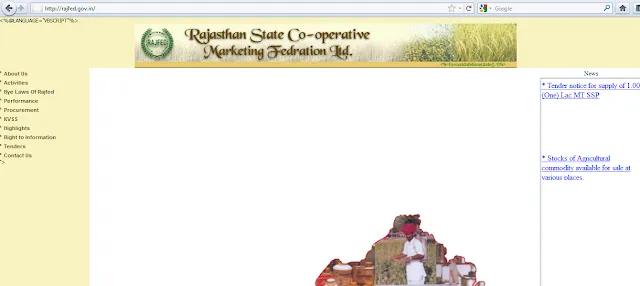 http://rajfed.gov.in/
Google
<%@LANGUAGE="VBSCRIPT"%>
RAJFED
Rajasthan State Co-operative
Marketing Fedration Ltd.
* About Us
* Activities
* Bye Laws Of Rajfed
* Performance
* Procurement
* KVSS
* Highlights
* Right to Information
* Tenders
* Contact Us
">
News
* Tender notice for supply of 1.00
(One) Lac MT SSP
* Stocks of Agricultural
commodity available for sale at
various places.